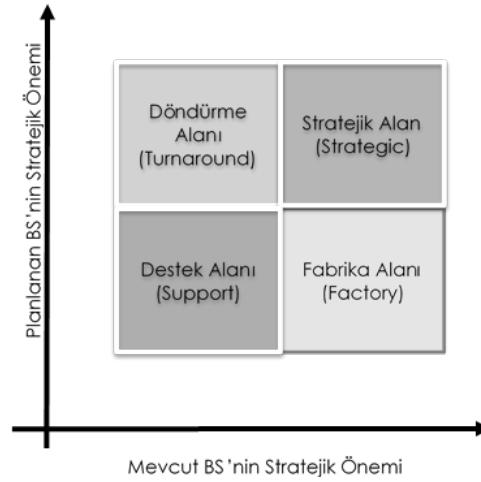 Planlanan BS'nin Stratejik Önemi
Döndürme
Alanı
(Turnaround)
Stratejik Alan
(Strategic)
Destek Alanı
(Support)
Fabrika Alanı
(Factory)
Mevcut BS'nin Stratejik Önemi